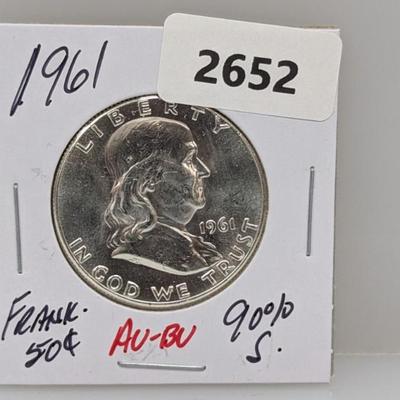 1961
2652
LIBERTY
1961
IN GOD WE TRUST
FRANK.
50¢
AU-BU
90%
S.